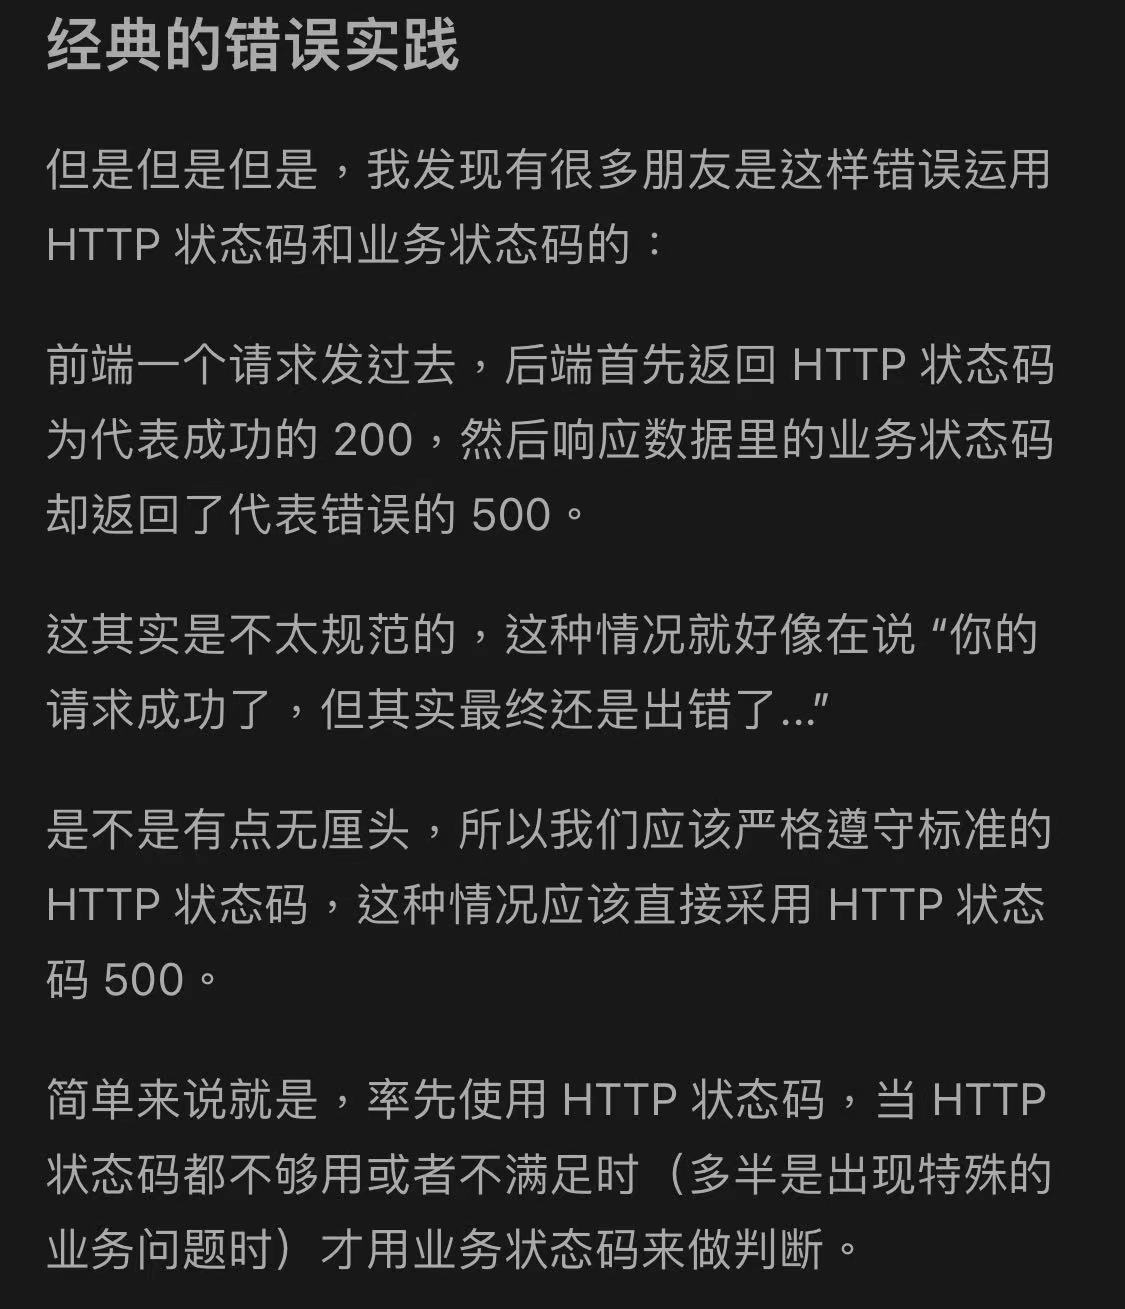 经典的错误实践
但是但是但是，我发现有很多朋友是这样错误运用
HTTP 状态码和业务状态码的：
前端一个请求发过去，后端首先返回 HTTP 状态码
为代表成功的 200，然后响应数据里的业务状态码
却返回了代表错误的 500。
这其实是不太规范的，这种情况就好像在说 “你的
请求成功了，但其实最终还是出错了...”
是不是有点无厘头，所以我们应该严格遵守标准的
HTTP 状态码，这种情况应该直接采用 HTTP 状态
码 500。
简单来说就是，率先使用 HTTP 状态码，当 HTTP
状态码都不够用或者不满足时（多半是出现特殊的
业务问题时）才用业务状态码来做判断。